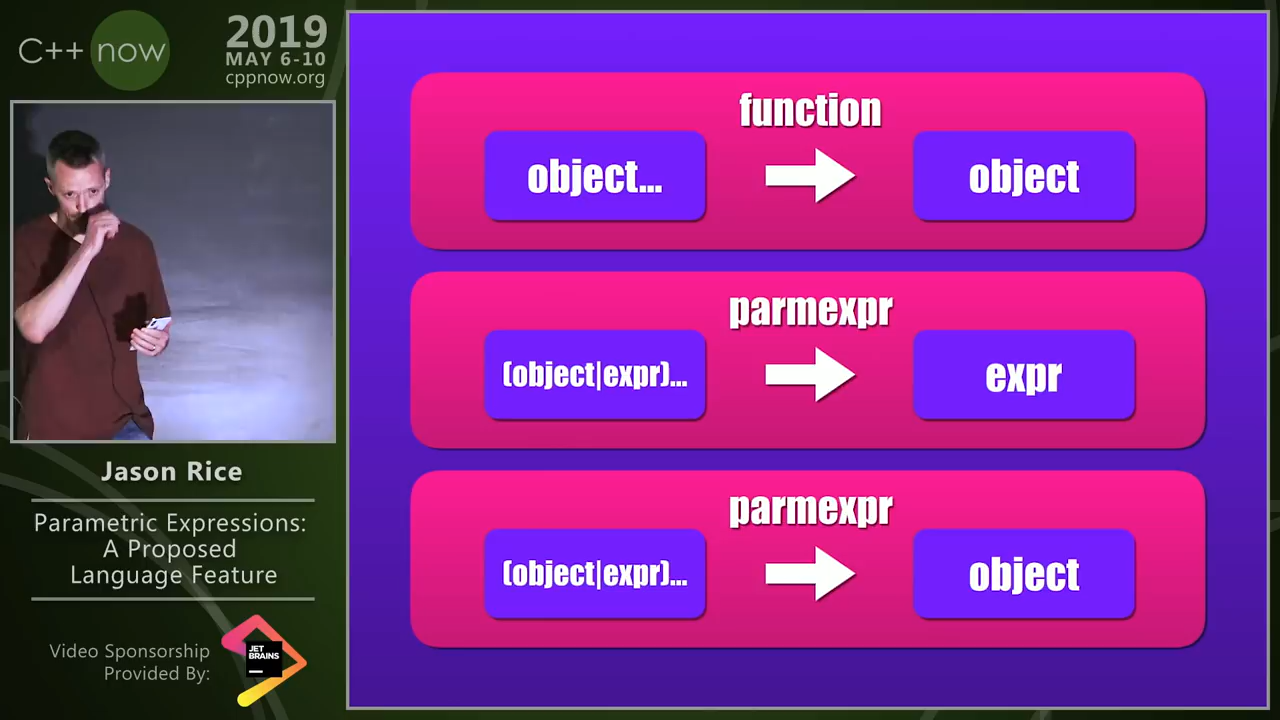 C++ now
2019
MAY 6-10
cppnow.org
Jason Rice
Parametric Expressions:
A Proposed
Language Feature
Video Sponsorship
Provided By:
JET
BRAINS
function
object...
object
parmexpr
(object|expr)...
expr
parmexpr
(object|expr)...
object